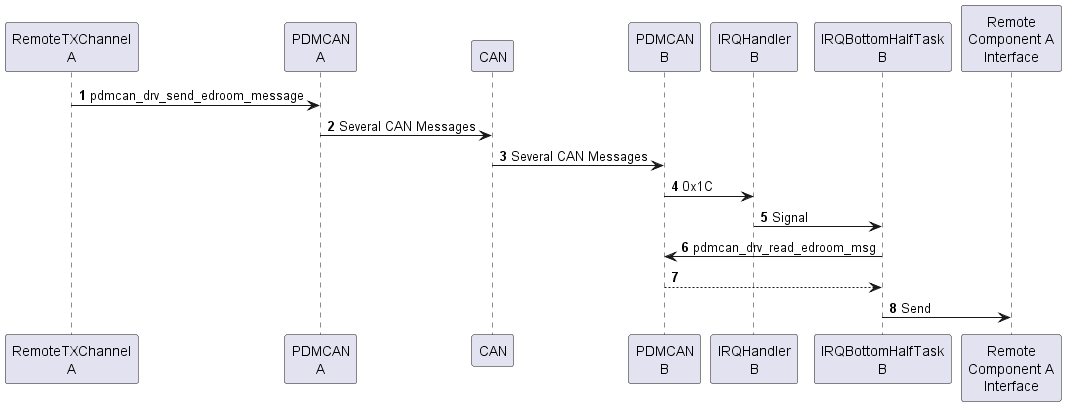 RemoteTXChannel
A
PDMCAN
A
CAN
PDMCAN
B
IRQHandler
B
IRQBottomHalfTask
B
Remote
Component A
Interface
1 pdmcan_drv_send_edroom_message
2 Several CAN Messages
3 Several CAN Messages
4 0x1C
5 Signal
6 pdmcan_drv_read_edroom_msg
7
8 Send
RemoteTXChannel
A
PDMCAN
A
CAN
PDMCAN
B
IRQHandler
B
IRQBottomHalfTask
B
Remote
Component A
Interface